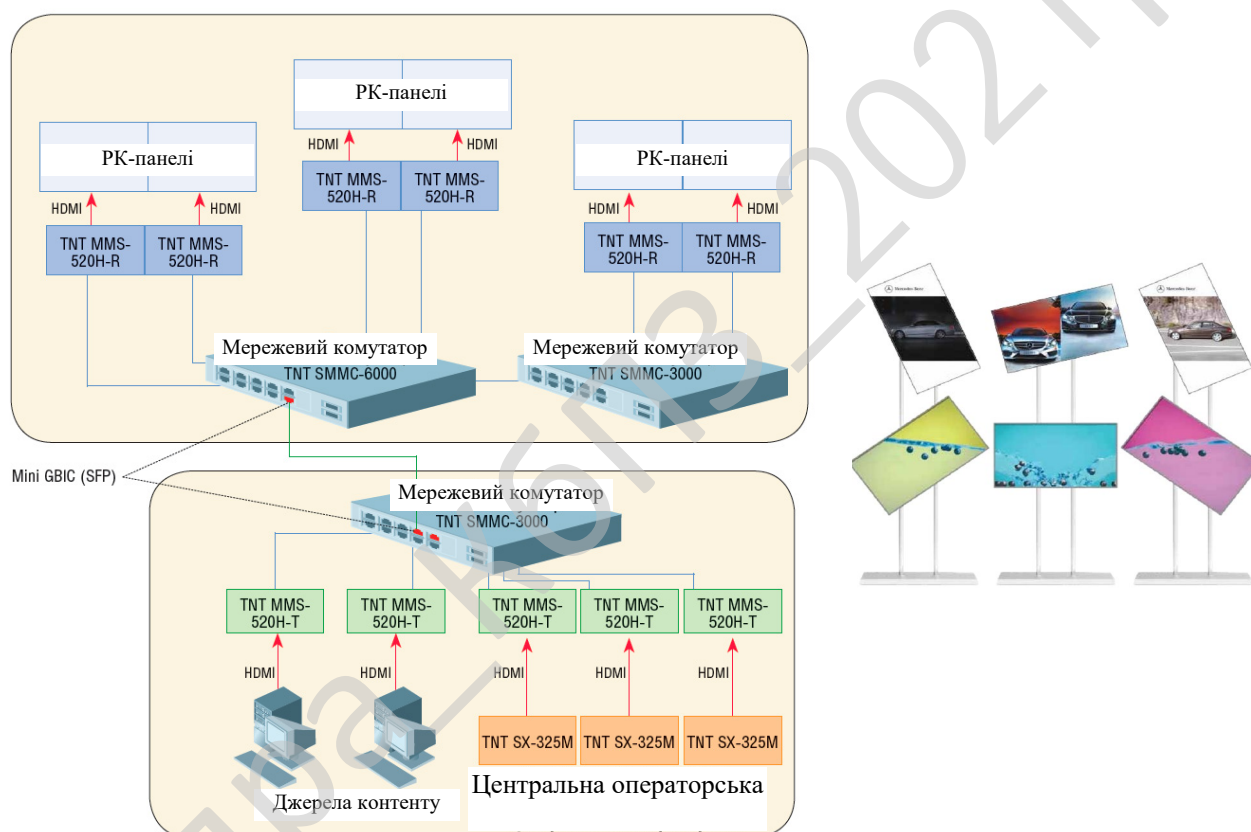 РК-панелі
HDMI
HDMI
TNT MMS-
520H-R
TNT MMS-
520H-R
РК-панелі
HDMI
HDMI
TNT MMS-
520H-R
TNT MMS-
520H-R
РК-панелі
HDMI
HDMI
TNT MMS-
520H-R
TNT MMS-
520H-R
Мережевий комутатор
TNT SMMC-6000
Мережевий комутатор
TNT SMMC-3000
Mini GBIC (SFP)
Мережевий комутатор
TNT SMMC-3000
TNT MMS-
520H-T
TNT MMS-
520H-T
TNT MMS-
520H-T
TNT MMS-
520H-T
TNT MMS-
520H-T
HDMI
HDMI
HDMI
HDMI
HDMI
TNT SX-325M
TNT SX-325M
TNT SX-325M
Джерела контенту
Центральна операторська
Mercedes-Benz
Mercedes-Benz